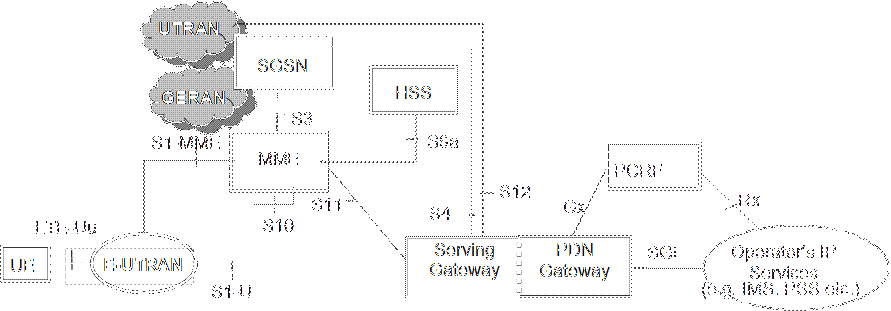 UTRAN
SGSN
GERAN
HSS
S3
S1-MME
S6a
MME
PCRF
S12
S11
S10
S4
Gx
Rx
LTE-Uu
Serving
Gateway
PDN
Gateway
SGi
Operator's IP
Services
(e.g. IMS, PSS etc.)
UE
E-UTRAN
S1-U